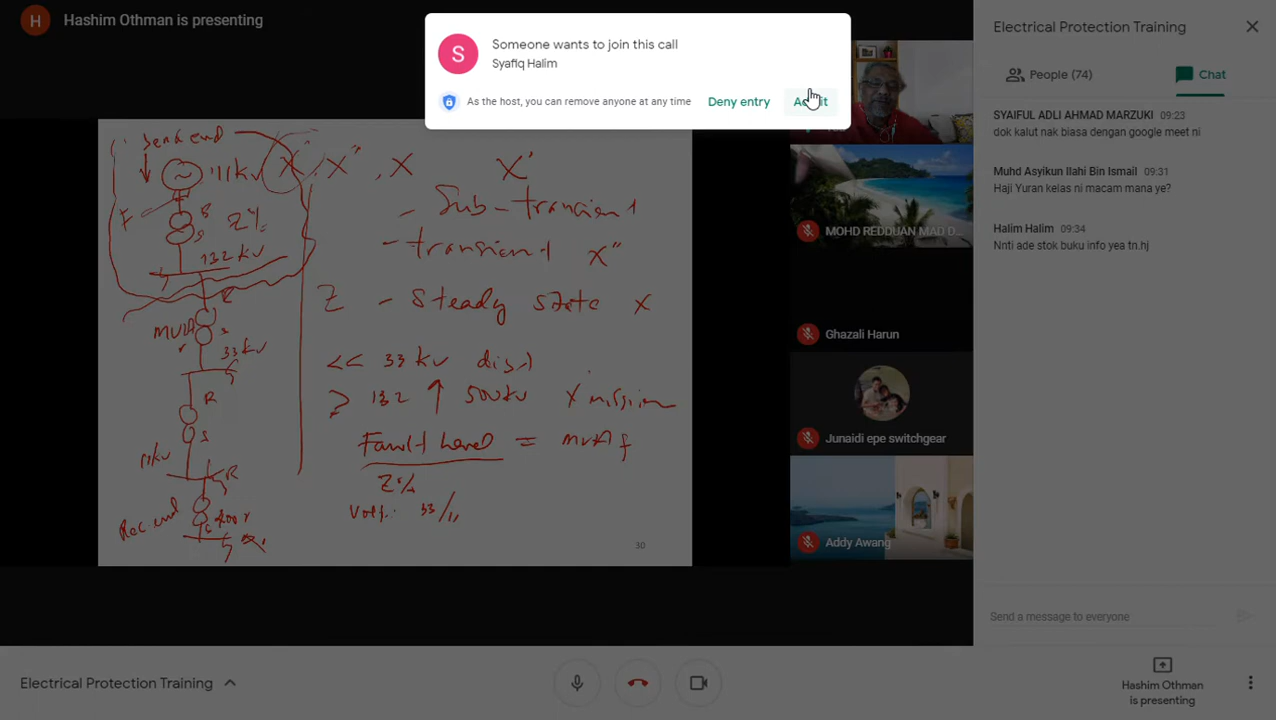 H
Hashim Othman is presenting
S
Someone wants to join this call
Syafiq Halim
As the host, you can remove anyone at any time
Deny entry
Send end
11kv
X", X", X
X'
Z%
132 kv
- Sub-transient
- transient X"
Z - Steady state X
MVA
33kv
<< 33 kv dist
132 ↑ 500kv Xmission
Fault Level = MVA f
Z%
Volt. 33/11
R
S
11kv
R
Rec end
30
MOHD REDDUAN MAD D...
Ghazali Harun
Junaidi epe switchgear
Addy Awang
Electrical Protection Training
People (74)
Chat
SYAIFUL ADLI AHMAD MARZUKI 09:23
dok kalut nak biasa dengan google meet ni
Muhd Asyikun Ilahi Bin Ismail 09:31
Haji Yuran kelas ni macam mana ye?
Halim Halim 09:34
Nnti ade stok buku info yea tn.hj
Send a message to everyone
Electrical Protection Training
Hashim Othman
is presenting